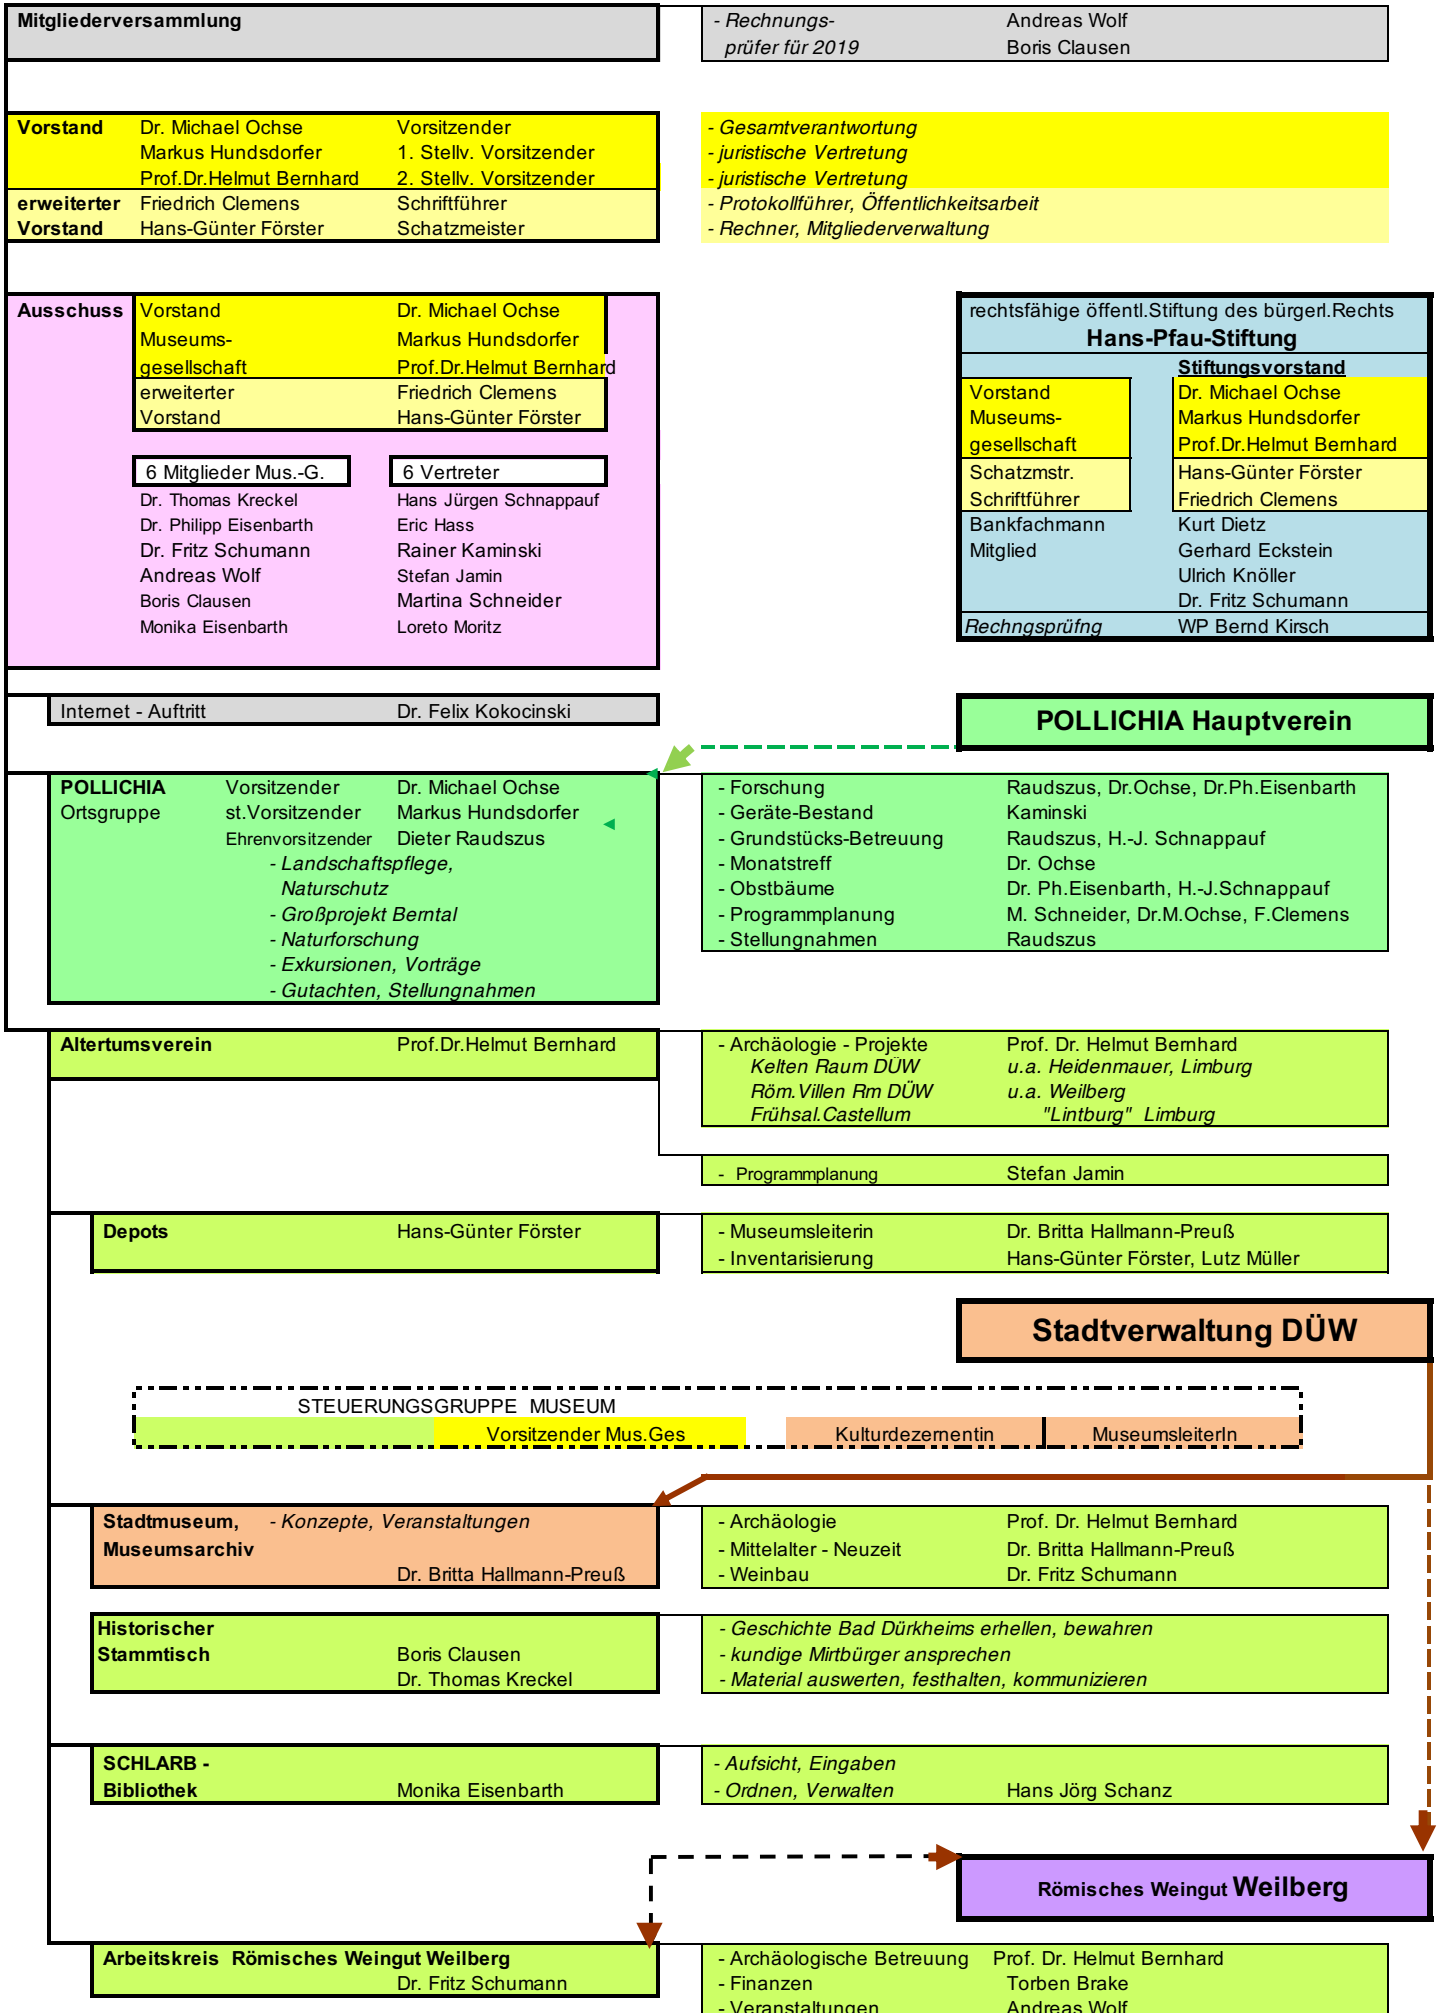 Mitgliederversammlung
- Rechnungs- Andreas Wolf
prüfer für 2019 Boris Clausen
Vorstand Dr. Michael Ochse Vorsitzender - Gesamtverantwortung
Markus Hundsdorfer 1. Stellv. Vorsitzender - juristische Vertretung
Prof.Dr.Helmut Bernhard 2. Stellv. Vorsitzender - juristische Vertretung
erweiterter Friedrich Clemens Schriftführer - Protokollführer, Öffentlichkeitsarbeit
Vorstand Hans-Günter Förster Schatzmeister - Rechner, Mitgliederverwaltung
Ausschuss Vorstand Dr. Michael Ochse
Museums- Markus Hundsdorfer
gesellschaft Prof.Dr.Helmut Bernhard
erweiterter Friedrich Clemens
Vorstand Hans-Günter Förster
6 Mitglieder Mus.-G. 6 Vertreter
Dr. Thomas Kreckel Hans Jürgen Schnappauf
Dr. Philipp Eisenbarth Eric Hass
Dr. Fritz Schumann Rainer Kaminski
Andreas Wolf Stefan Jamin
Boris Clausen Martina Schneider
Monika Eisenbarth Loreto Moritz
rechtsfähige öffentl.Stiftung des bürgerl.Rechts
Hans-Pfau-Stiftung
Stiftungsvorstand
Vorstand Dr. Michael Ochse
Museums- Markus Hundsdorfer
gesellschaft Prof.Dr.Helmut Bernhard
Schatzmstr. Hans-Günter Förster
Schriftführer Friedrich Clemens
Bankfachmann Kurt Dietz
Mitglied Gerhard Eckstein
Ulrich Knöller
Dr. Fritz Schumann
Rechngsprüfng WP Bernd Kirsch
Internet - Auftritt Dr. Felix Kokocinski
POLLICHIA Hauptverein
POLLICHIA Vorsitzender Dr. Michael Ochse
Ortsgruppe st.Vorsitzender Markus Hundsdorfer
Ehrenvorsitzender Dieter Raudszus
- Landschaftspflege,
Naturschutz
- Großprojekt Berntal
- Naturforschung
- Exkursionen, Vorträge
- Gutachten, Stellungnahmen
- Forschung Raudszus, Dr.Ochse, Dr.Ph.Eisenbarth
- Geräte-Bestand Kaminski
- Grundstücks-Betreuung Raudszus, H.-J. Schnappauf
- Monatstreff Dr. Ochse
- Obstbäume Dr. Ph.Eisenbarth, H.-J.Schnappauf
- Programmplanung M. Schneider, Dr.M.Ochse, F.Clemens
- Stellungnahmen Raudszus
Altertumsverein Prof.Dr.Helmut Bernhard
- Archäologie - Projekte Prof. Dr. Helmut Bernhard
Kelten Raum DÜW u.a. Heidenmauer, Limburg
Röm.Villen Rm DÜW u.a. Weilberg
Frühsal.Castellum "Lintburg" Limburg
- Programmplanung Stefan Jamin
Depots Hans-Günter Förster
- Museumsleiterin Dr. Britta Hallmann-Preuß
- Inventarisierung Hans-Günter Förster, Lutz Müller
Stadtverwaltung DÜW
STEUERUNGSGRUPPE MUSEUM
Vorsitzender Mus.Ges Kulturdezernentin MuseumsleiterIn
Stadtmuseum, - Konzepte, Veranstaltungen
Museumsarchiv
Dr. Britta Hallmann-Preuß
- Archäologie Prof. Dr. Helmut Bernhard
- Mittelalter - Neuzeit Dr. Britta Hallmann-Preuß
- Weinbau Dr. Fritz Schumann
Historischer
Stammtisch Boris Clausen
Dr. Thomas Kreckel
- Geschichte Bad Dürkheims erhellen, bewahren
- kundige Mirtbürger ansprechen
- Material auswerten, festhalten, kommunizieren
SCHLARB -
Bibliothek Monika Eisenbarth
- Aufsicht, Eingaben
- Ordnen, Verwalten Hans Jörg Schanz
Römisches Weingut Weilberg
Arbeitskreis Römisches Weingut Weilberg
Dr. Fritz Schumann
- Archäologische Betreuung Prof. Dr. Helmut Bernhard
- Finanzen Torben Brake
- Veranstaltungen Andreas Wolf